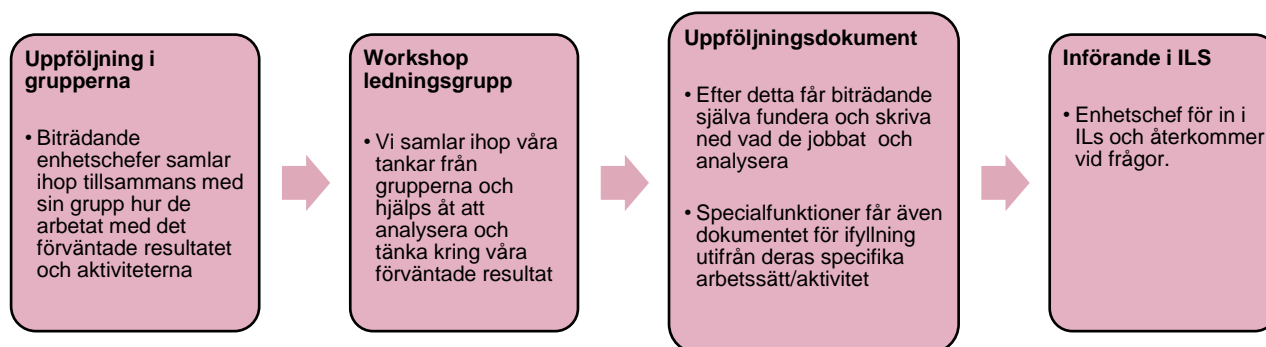 Uppföljning i
grupperna
• Biträdande
enhetschefer samlar
ihop tillsammans med
sin grupp hur de
arbetat med det
förväntade resultatet
och aktiviteterna
Workshop
ledningsgrupp
• Vi samlar ihop våra
tankar från
grupperna och
hjälps åt att
analysera och
tänka kring våra
förväntade resultat
Uppföljningsdokument
• Efter detta får biträdande
själva fundera och skriva
ned vad de jobbat och
analysera
• Specialfunktioner får även
dokumentet för ifyllning
utifrån deras specifika
arbetssätt/aktivitet
Införande i ILS
• Enhetschef för in i
ILs och återkommer
vid frågor.